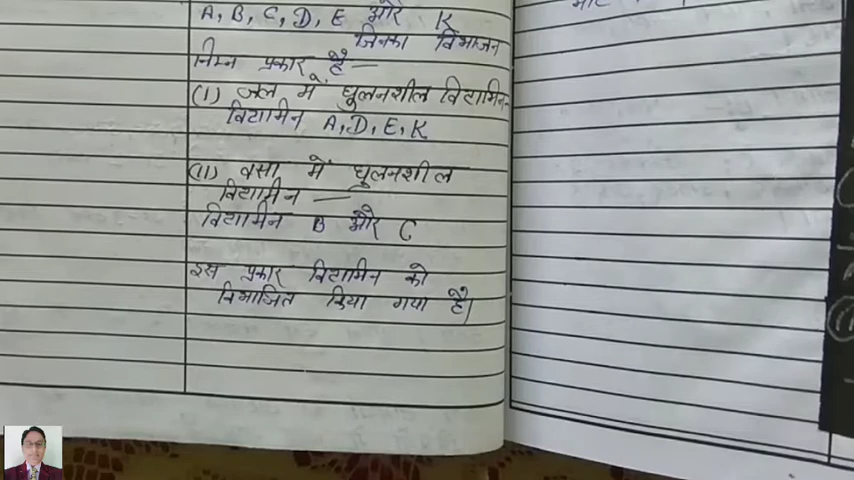 A, B, C, D, E और K
जिनका विभाजन
निम्न प्रकार है —
(I) जल में घुलनशील विटामिन-
विटामिन A, D, E, K
(II) वसा में घुलनशील
विटामिन —
विटामिन B और C
इस प्रकार विटामिन को
विभाजित किया गया है।